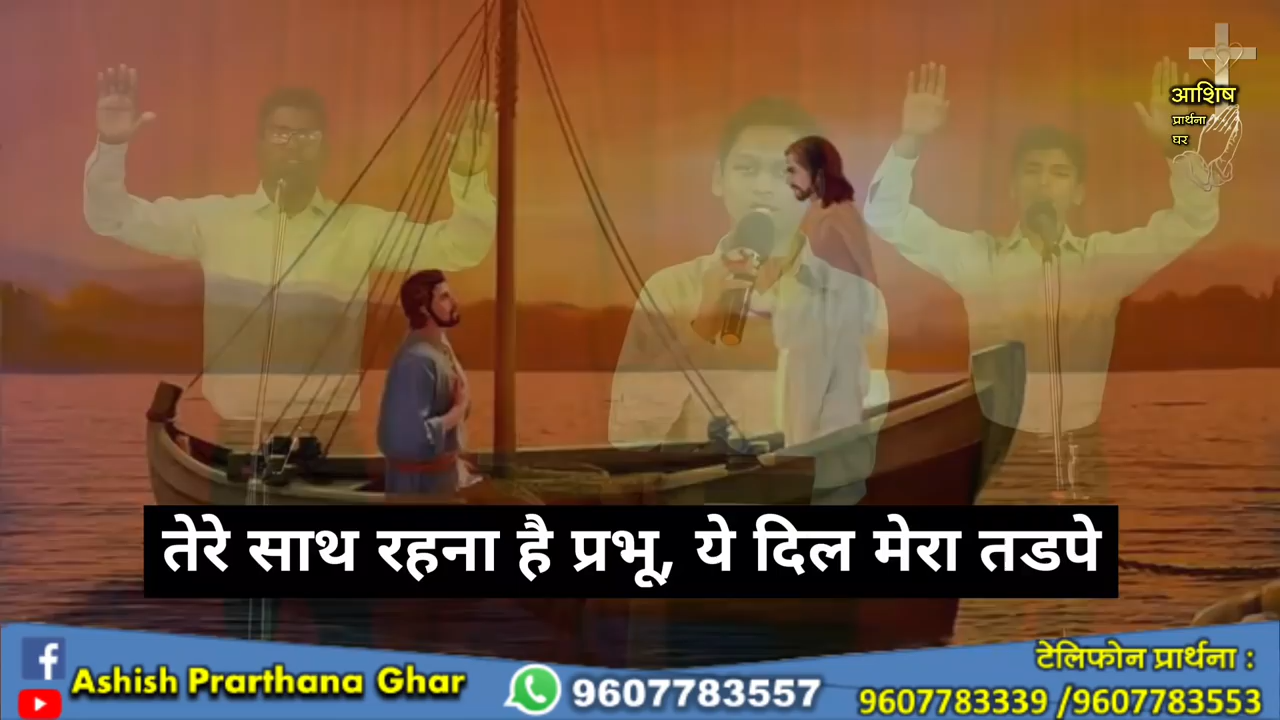 आशिष
प्रार्थना
घर
तेरे साथ रहना है प्रभू, ये दिल मेरा तडपे
टेलिफोन प्रार्थना :
Ashish Prarthana Ghar
9607783557
9607783339 /9607783553